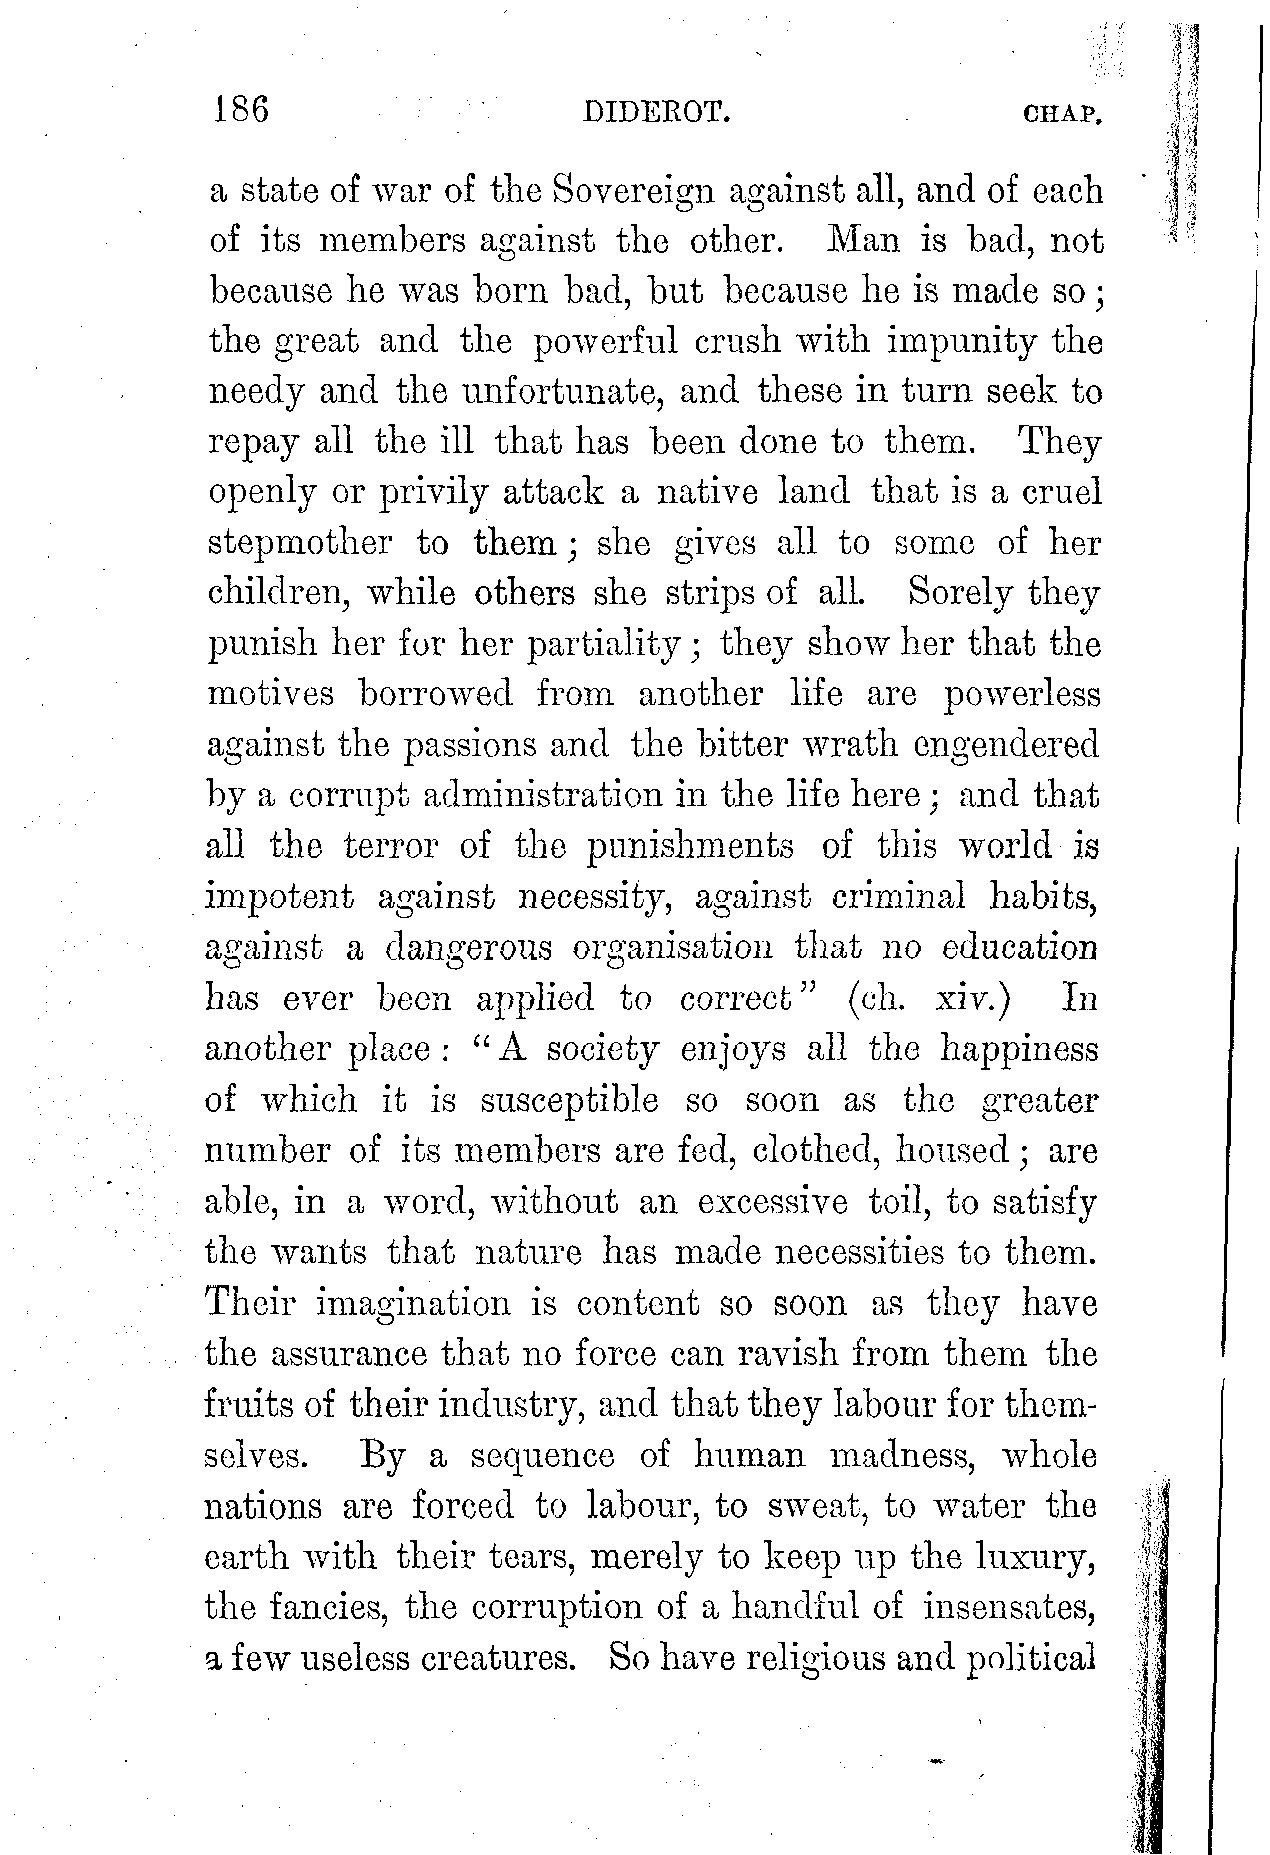 186 DIDEROT. CHAP.
a state of war of the Sovereign against all, and of each
of its members against the other. Man is bad, not
because he was born bad, but because he is made so ;
the great and the powerful crush with impunity the
needy and the unfortunate, and these in turn seek to
repay all the ill that has been done to them. They
openly or privily attack a native land that is a cruel
stepmother to them ; she gives all to some of her
children, while others she strips of all. Sorely they
punish her for her partiality ; they show her that the
motives borrowed from another life are powerless
against the passions and the bitter wrath engendered
by a corrupt administration in the life here ; and that
all the terror of the punishments of this world is
impotent against necessity, against criminal habits,
against a dangerous organisation that no education
has ever been applied to correct” (ch. xiv.) In
another place : “ A society enjoys all the happiness
of which it is susceptible so soon as the greater
number of its members are fed, clothed, housed ; are
able, in a word, without an excessive toil, to satisfy
the wants that nature has made necessities to them.
Their imagination is content so soon as they have
the assurance that no force can ravish from them the
fruits of their industry, and that they labour for them-
selves. By a sequence of human madness, whole
nations are forced to labour, to sweat, to water the
earth with their tears, merely to keep up the luxury,
the fancies, the corruption of a handful of insensates,
a few useless creatures. So have religious and political